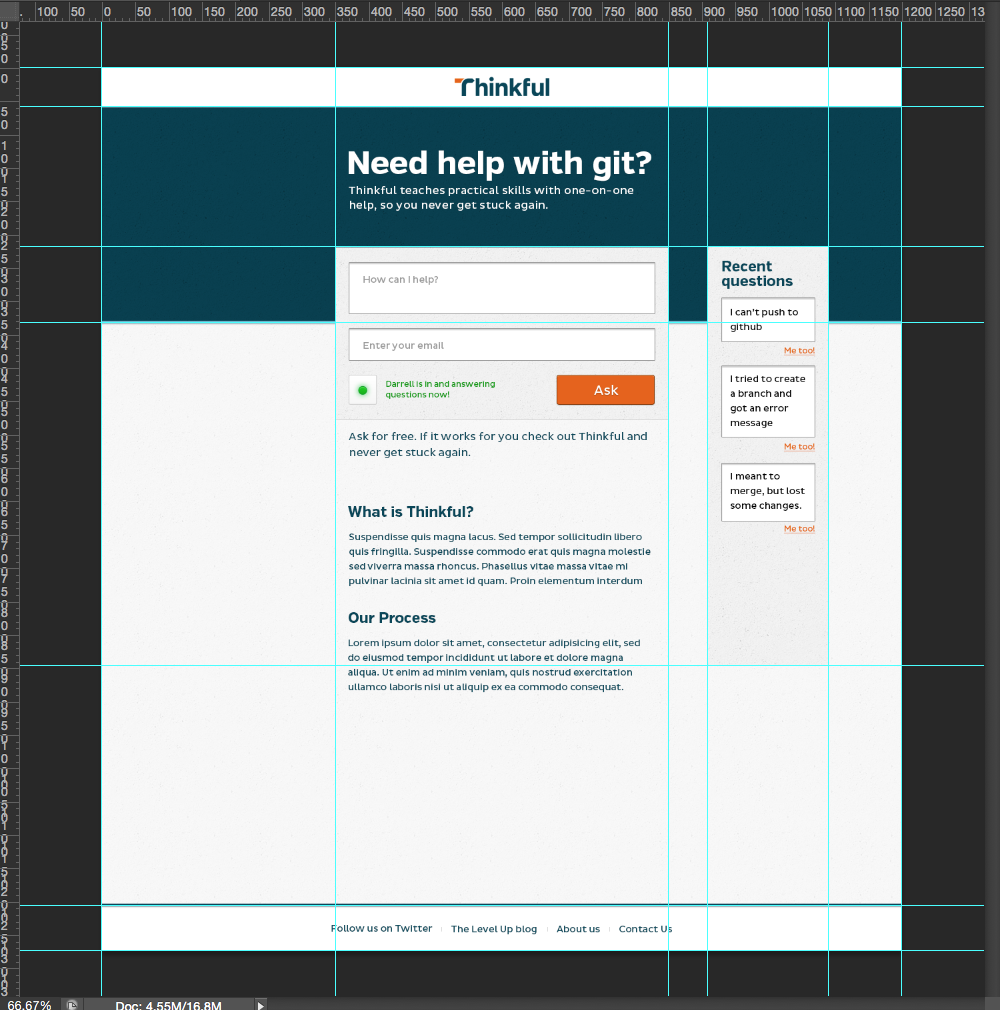 100 50 0 50 100 150 200 250 300 350 400 450 500 550 600 650 700 750 800 850 900 950 1000 1050 1100 1150 1200 1250 13
Thinkful
Need help with git?
Thinkful teaches practical skills with one-on-one
help, so you never get stuck again.
How can I help?
Enter your email
Darrell is in and answering
questions now!
Ask
Ask for free. If it works for you check out Thinkful and
never get stuck again.
What is Thinkful?
Suspendisse quis magna lacus. Sed tempor sollicitudin libero
quis fringilla. Suspendisse commodo erat quis magna molestie
sed viverra massa rhoncus. Phasellus vitae massa vitae mi
pulvinar lacinia sit amet id quam. Proin elementum interdum
Our Process
Lorem ipsum dolor sit amet, consectetur adipisicing elit, sed
do eiusmod tempor incididunt ut labore et dolore magna
aliqua. Ut enim ad minim veniam, quis nostrud exercitation
ullamco laboris nisi ut aliquip ex ea commodo consequat.
Recent
questions
I can't push to
github
Me too!
I tried to create
a branch and
got an error
message
Me too!
I meant to
merge, but lost
some changes.
Me too!
Follow us on Twitter The Level Up blog About us Contact Us
66.67% Doc: 4.55M/16.8M